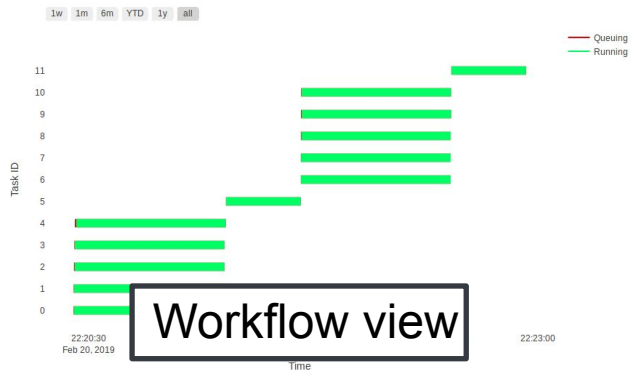 1w 1m 6m YTD 1y all
Queuing
Running
11
10
9
8
7
6
5
4
3
2
1
0
Task ID
Workflow view
22:20:30
Feb 20, 2019
22:23:00
Time